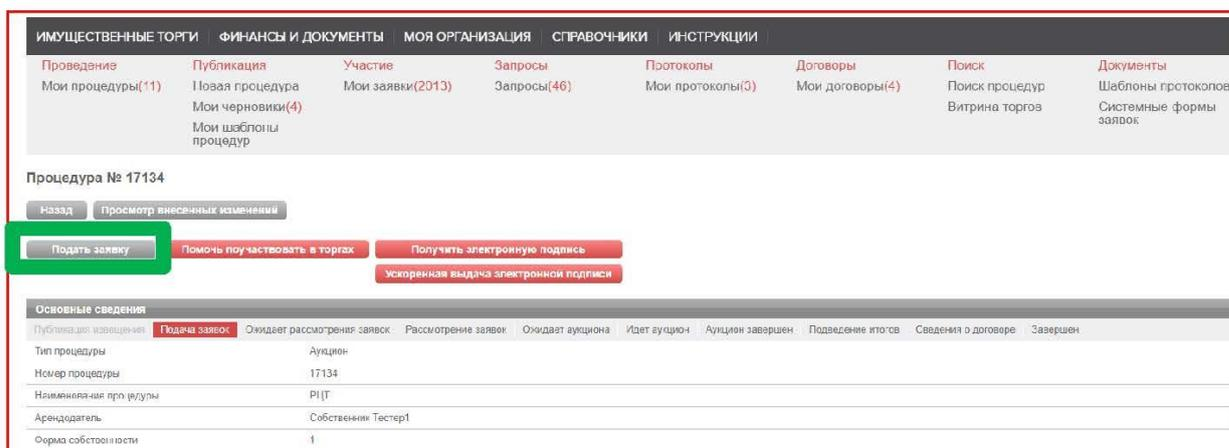 ИМУЩЕСТВЕННЫЕ ТОРГИ ФИНАНСЫ И ДОКУМЕНТЫ МОЯ ОРГАНИЗАЦИЯ СПРАВОЧНИКИ ИНСТРУКЦИИ
Проведение Публикация Участие Запросы Протоколы Договоры Поиск Документы
Мои процедуры(11) Новая процедура Мои заявки(2013) Запросы(46) Мои протоколы(3) Мои договоры(4) Поиск процедур Шаблоны протоколов
Мои черновики(4) Витрина торгов Системные формы
Мои шаблоны заявок
процедур
Процедура № 17134
Назад Просмотр внесенных изменений
Подать заявку Помочь поучаствовать в торгах Получить электронную подпись
Ускоренная выдача электронной подписи
Основные сведения
Публикация извещения Подача заявок Ожидает рассмотрения заявок Рассмотрение заявок Ожидает аукциона Идет аукцион Аукцион завершен Подведение итогов Сведения о договоре Завершен
Тип процедуры Аукцион
Номер процедуры 17134
Наименование процедуры РЦТ
Арендодатель Собственник Тестер1
Форма собственности 1